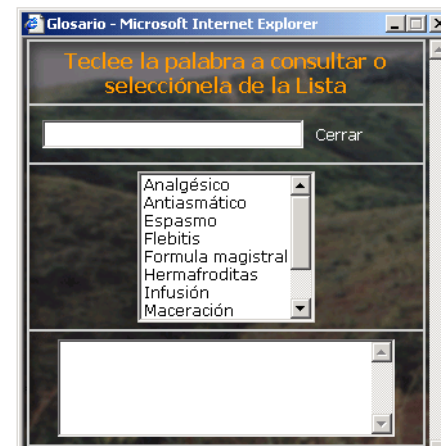 Glosario - Microsoft Internet Explorer
Teclee la palabra a consultar o
selecciónela de la Lista
Cerrar
Analgésico
Antiasmático
Espasmo
Flebitis
Formula magistral
Hermafroditas
Infusión
Maceración